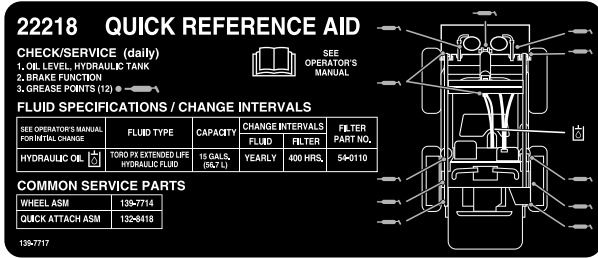 22218 QUICK REFERENCE AID
CHECK/SERVICE (daily)
1. OIL LEVEL, HYDRAULIC TANK
2. BRAKE FUNCTION
3. GREASE POINTS (12)
SEE
OPERATOR'S
MANUAL
FLUID SPECIFICATIONS / CHANGE INTERVALS
SEE OPERATOR'S MANUAL
FOR INITIAL CHANGE
FLUID TYPE
CAPACITY
CHANGE INTERVALS
FLUID
FILTER
FILTER
PART NO.
HYDRAULIC OIL
TORO PX EXTENDED LIFE
HYDRAULIC FLUID
15 GALS.
(56.7 L)
YEARLY
400 HRS.
54-0110
COMMON SERVICE PARTS
WHEEL ASM 139-7714
QUICK ATTACH ASM 132-8418
139-7717